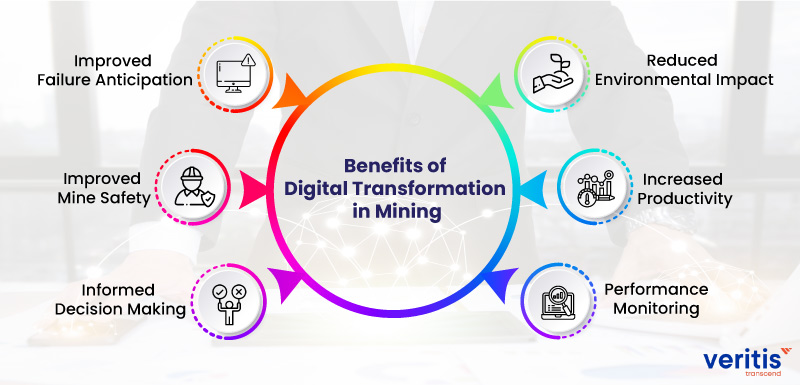 Benefits of
Digital Transformation
in Mining
Improved
Failure Anticipation
Improved
Mine Safety
Informed
Decision Making
Reduced
Environmental Impact
Increased
Productivity
Performance
Monitoring
veritis
transcend